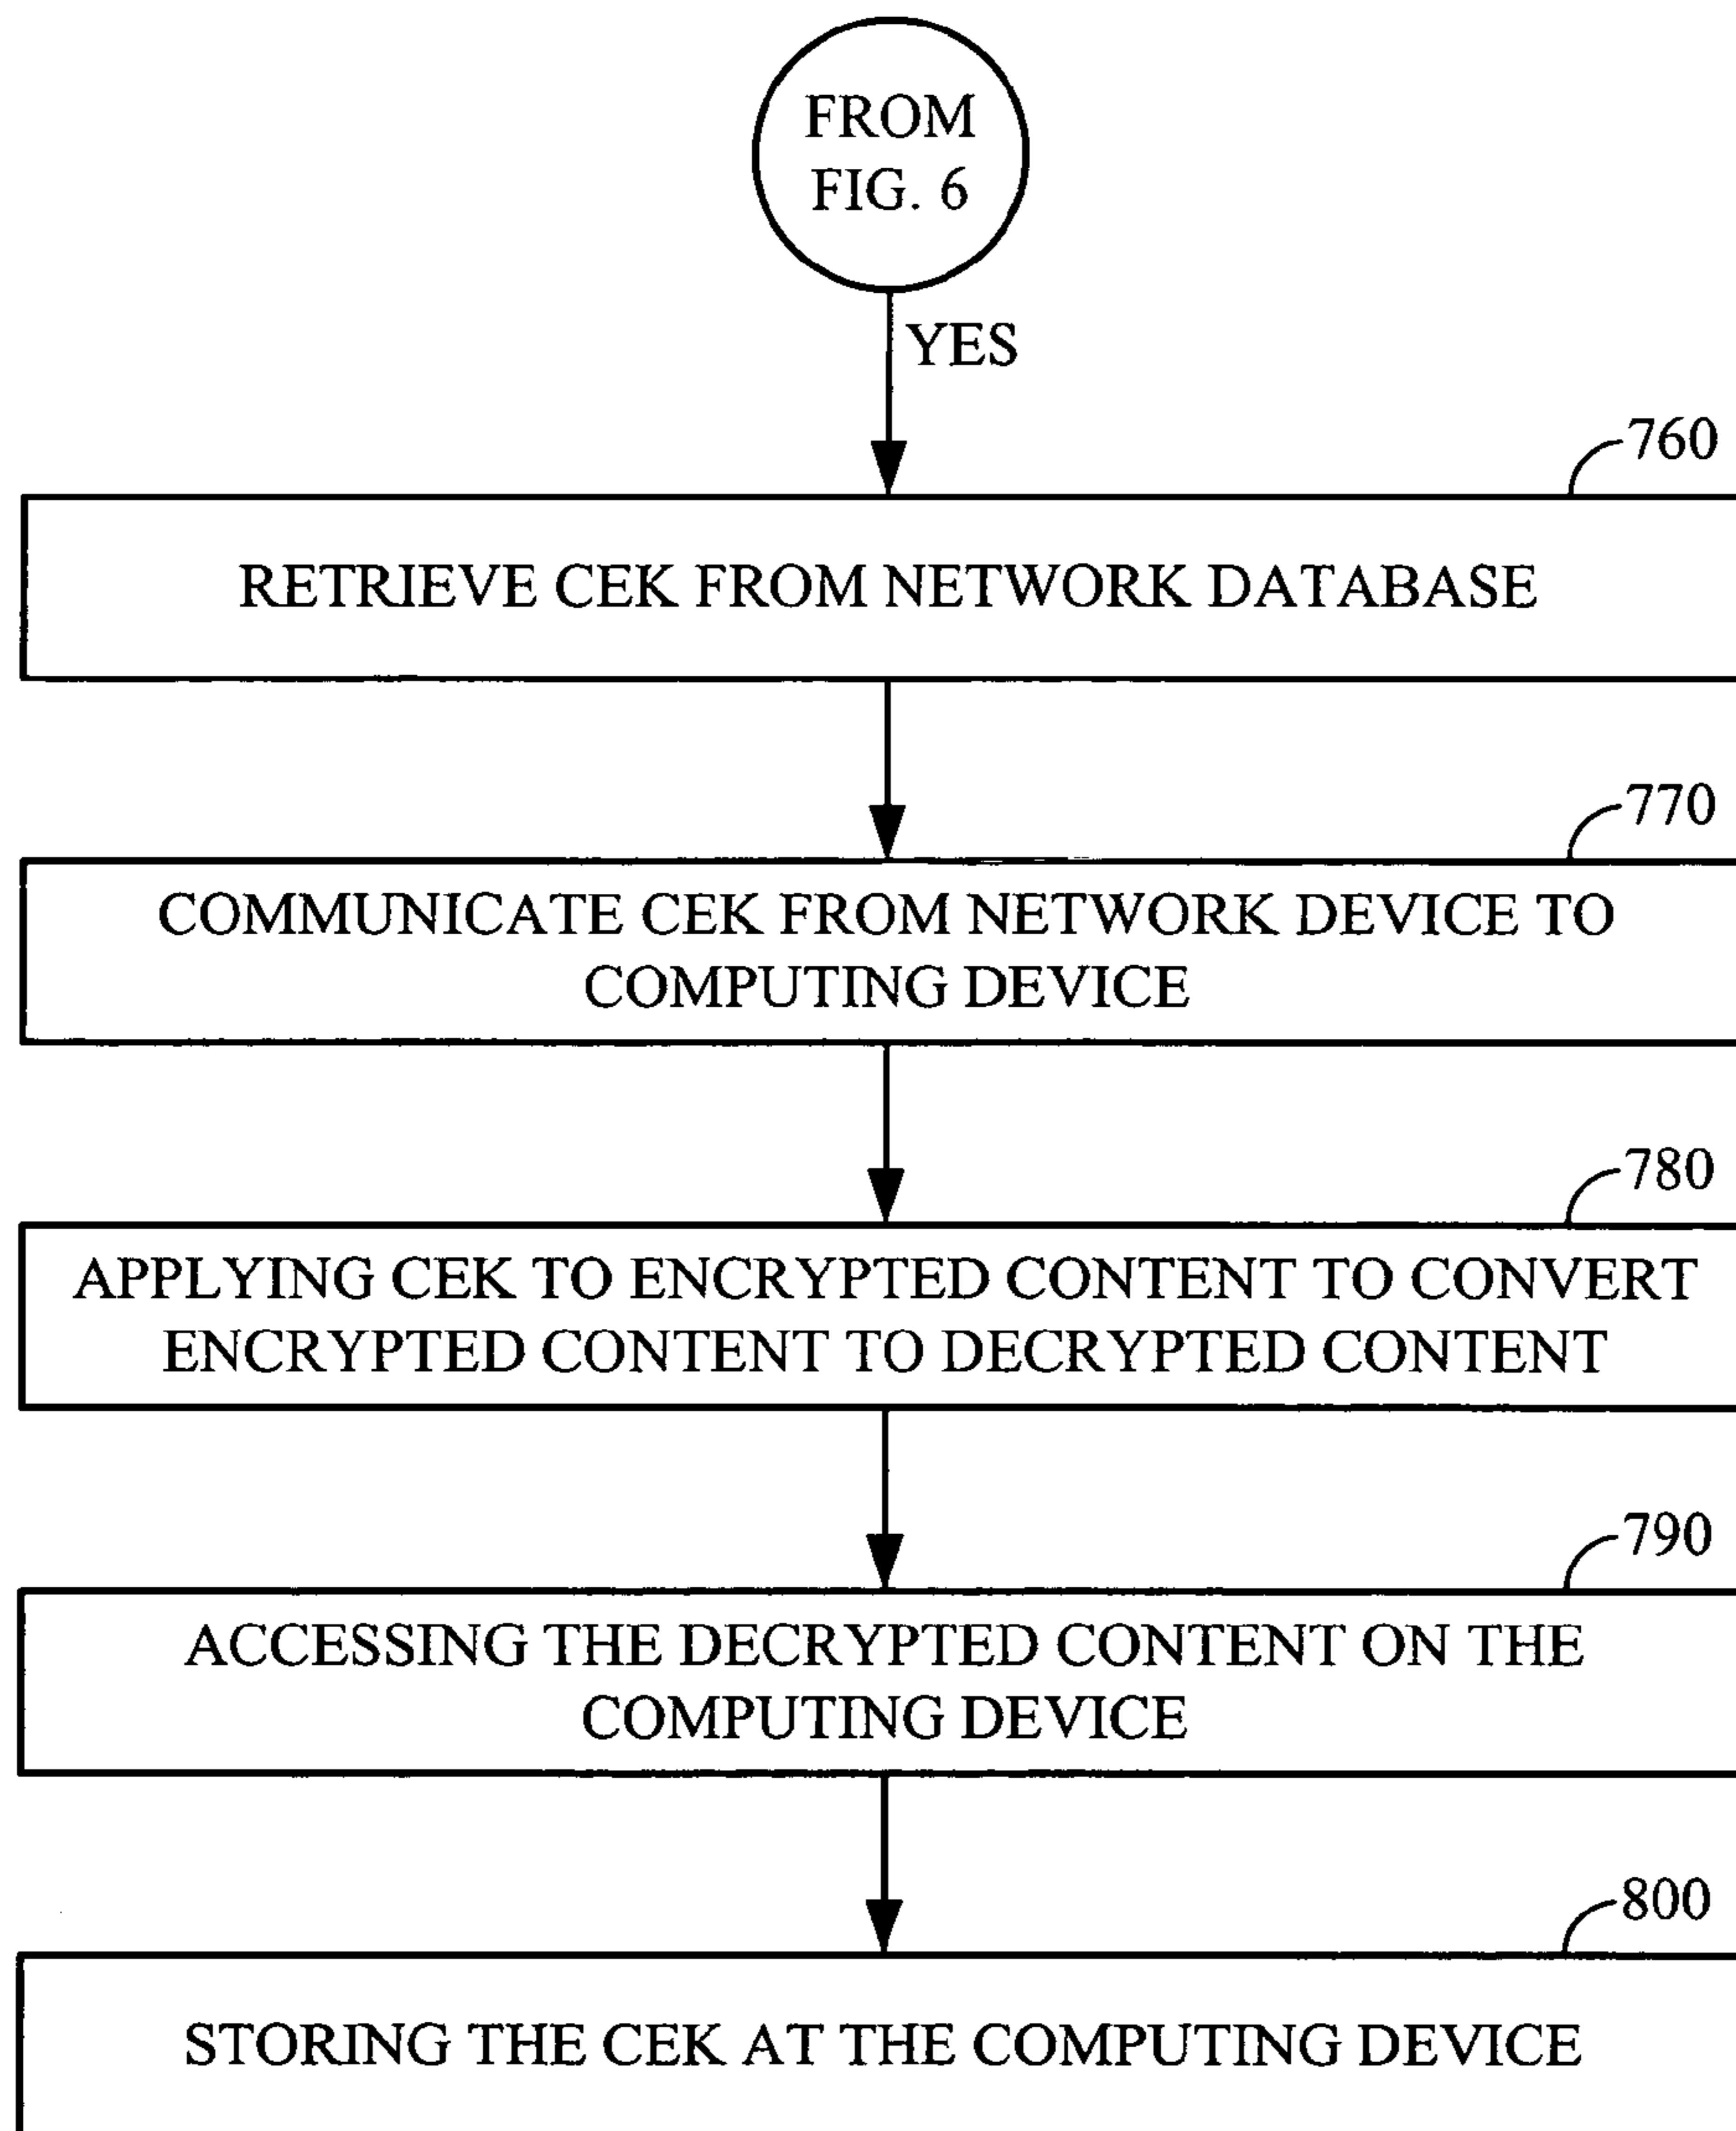 FROM
FIG. 6
YES
760
RETRIEVE CEK FROM NETWORK DATABASE
770
COMMUNICATE CEK FROM NETWORK DEVICE TO
COMPUTING DEVICE
780
APPLYING CEK TO ENCRYPTED CONTENT TO CONVERT
ENCRYPTED CONTENT TO DECRYPTED CONTENT
790
ACCESSING THE DECRYPTED CONTENT ON THE
COMPUTING DEVICE
800
STORING THE CEK AT THE COMPUTING DEVICE